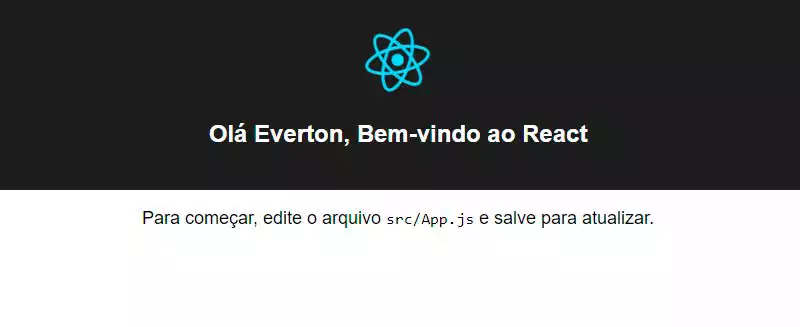 Olá Everton, Bem-vindo ao React
Para começar, edite o arquivo src/App.js e salve para atualizar.